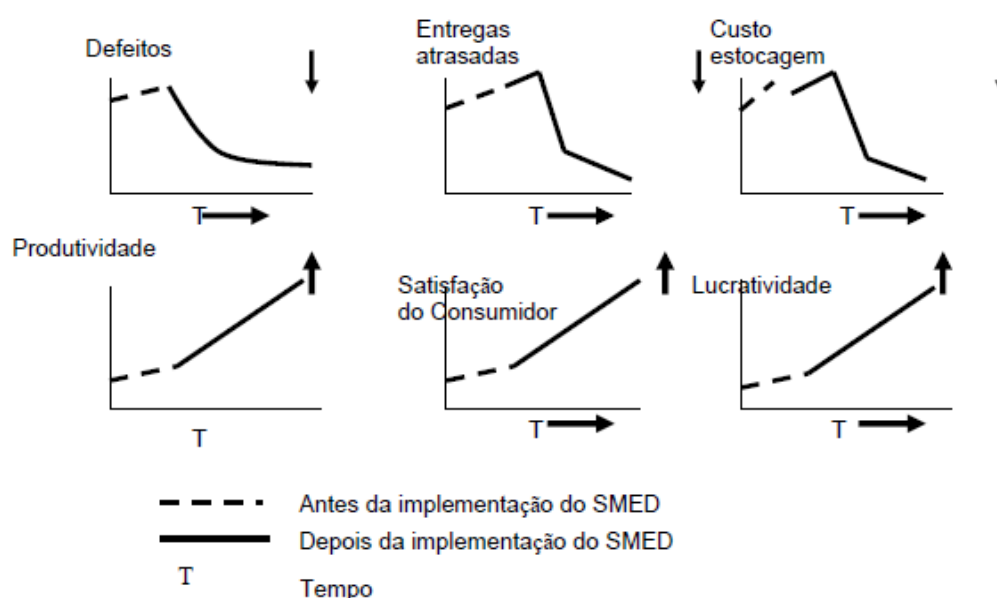 Defeitos
Entregas
atrasadas
Custo
estocagem
T
T
T
Produtividade
Satisfação
do Consumidor
Lucratividade
T
T
T
Antes da implementação do SMED
Depois da implementação do SMED
T
Tempo